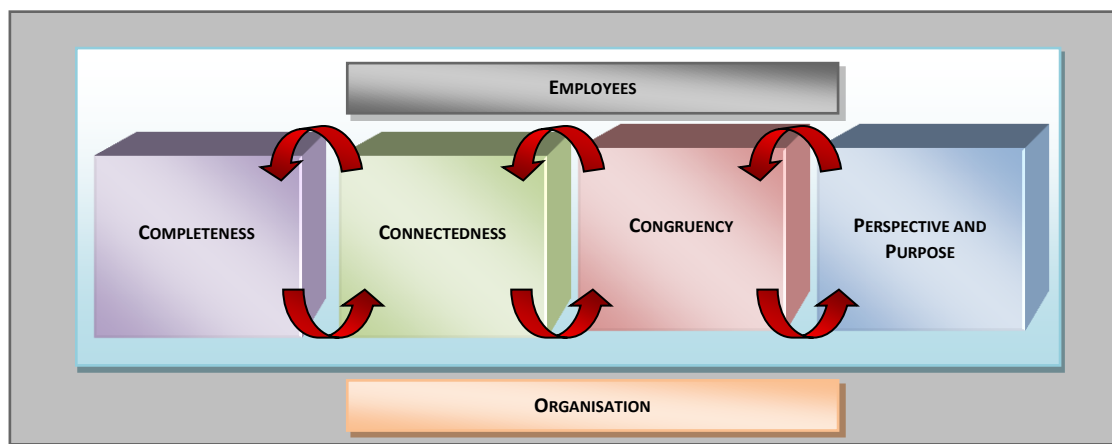 EMPLOYEES
COMPLETENESS
CONNECTEDNESS
CONGRUENCY
PERSPECTIVE AND
PURPOSE
ORGANISATION